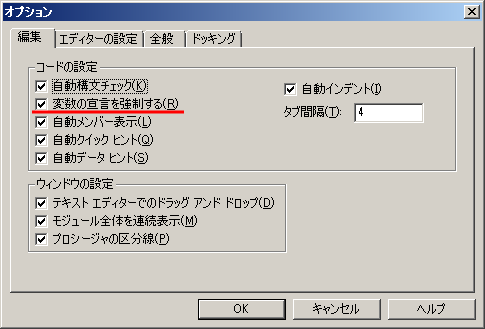 オプション
編集 エディターの設定 全般 ドッキング
コードの設定
自動構文チェック(K)
変数の宣言を強制する(R)
自動メンバー表示(L)
自動クイック ヒント(Q)
自動データ ヒント(S)
自動インデント(I)
タブ間隔(T): 4
ウィンドウの設定
テキスト エディターでのドラッグ アンド ドロップ(D)
モジュール全体を連続表示(M)
プロシージャの区分線(P)
OK キャンセル ヘルプ